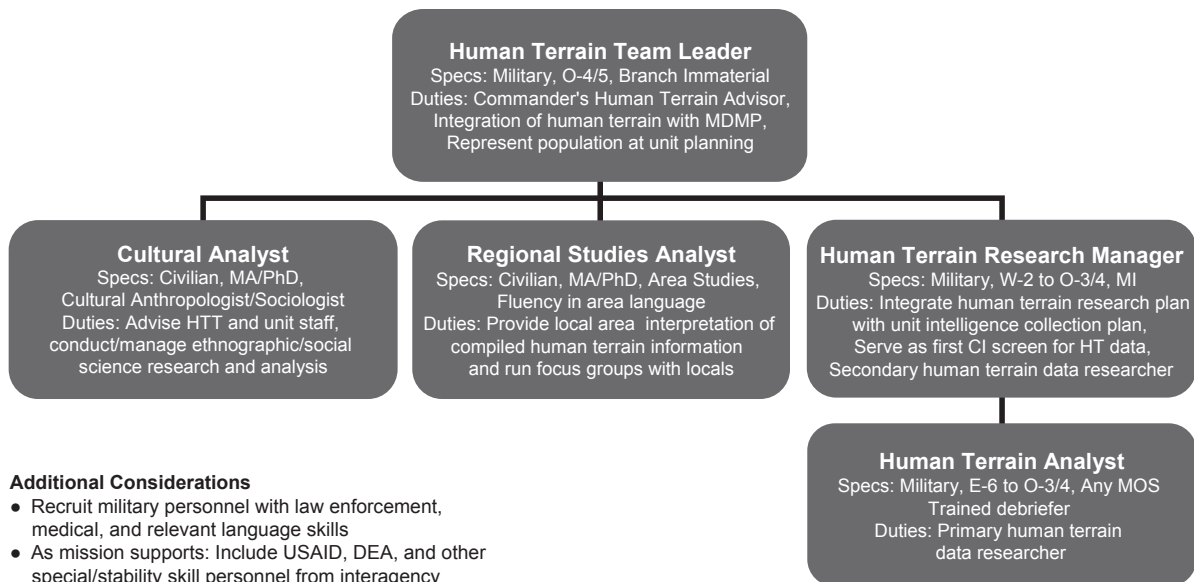 Human Terrain Team Leader
Specs: Military, O-4/5, Branch Immaterial
Duties: Commander's Human Terrain Advisor,
Integration of human terrain with MDMP,
Represent population at unit planning
Cultural Analyst
Specs: Civilian, MA/PhD,
Cultural Anthropologist/Sociologist
Duties: Advise HTT and unit staff,
conduct/manage ethnographic/social
science research and analysis
Regional Studies Analyst
Specs: Civilian, MA/PhD, Area Studies,
Fluency in area language
Duties: Provide local area interpretation of
compiled human terrain information
and run focus groups with locals
Human Terrain Research Manager
Specs: Military, W-2 to O-3/4, MI
Duties: Integrate human terrain research plan
with unit intelligence collection plan,
Serve as first CI screen for HT data,
Secondary human terrain data researcher
Human Terrain Analyst
Specs: Military, E-6 to O-3/4, Any MOS
Trained debriefer
Duties: Primary human terrain
data researcher
Additional Considerations
● Recruit military personnel with law enforcement,
medical, and relevant language skills
● As mission supports: Include USAID, DEA, and other
special/stability skill personnel from interagency